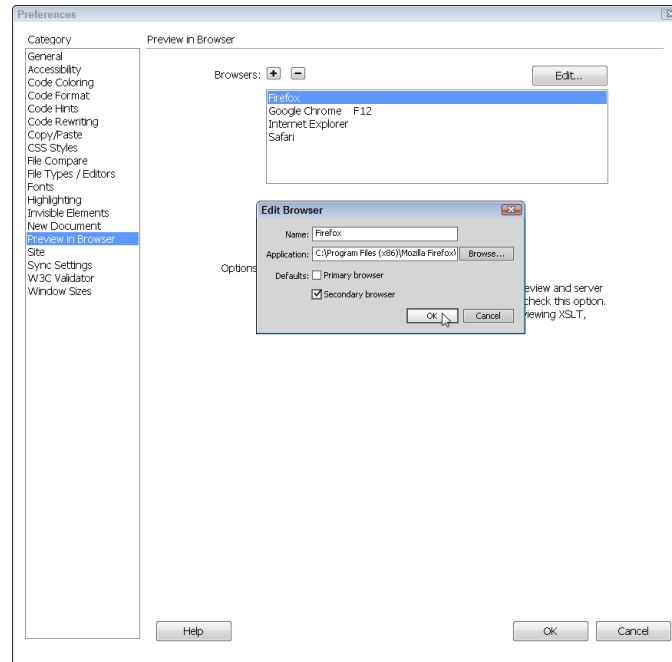 Preferences
Category
Preview in Browser
General
Accessibility
Code Coloring
Code Format
Code Hints
Code Rewriting
Copy/Paste
CSS Styles
File Compare
File Types / Editors
Fonts
Highlighting
Invisible Elements
New Document
Preview in Browser
Site
Sync Settings
W3C Validator
Window Sizes
Browsers:
Edit...
Firefox
Google Chrome F12
Internet Explorer
Safari
Options
eview and server
check this option.
iewing XSLT,
Edit Browser
Name: Firefox
Application: C:\Program Files (x86)\Mozilla Firefox\ Browse...
Defaults: Primary browser
Secondary browser
OK Cancel
Help OK Cancel